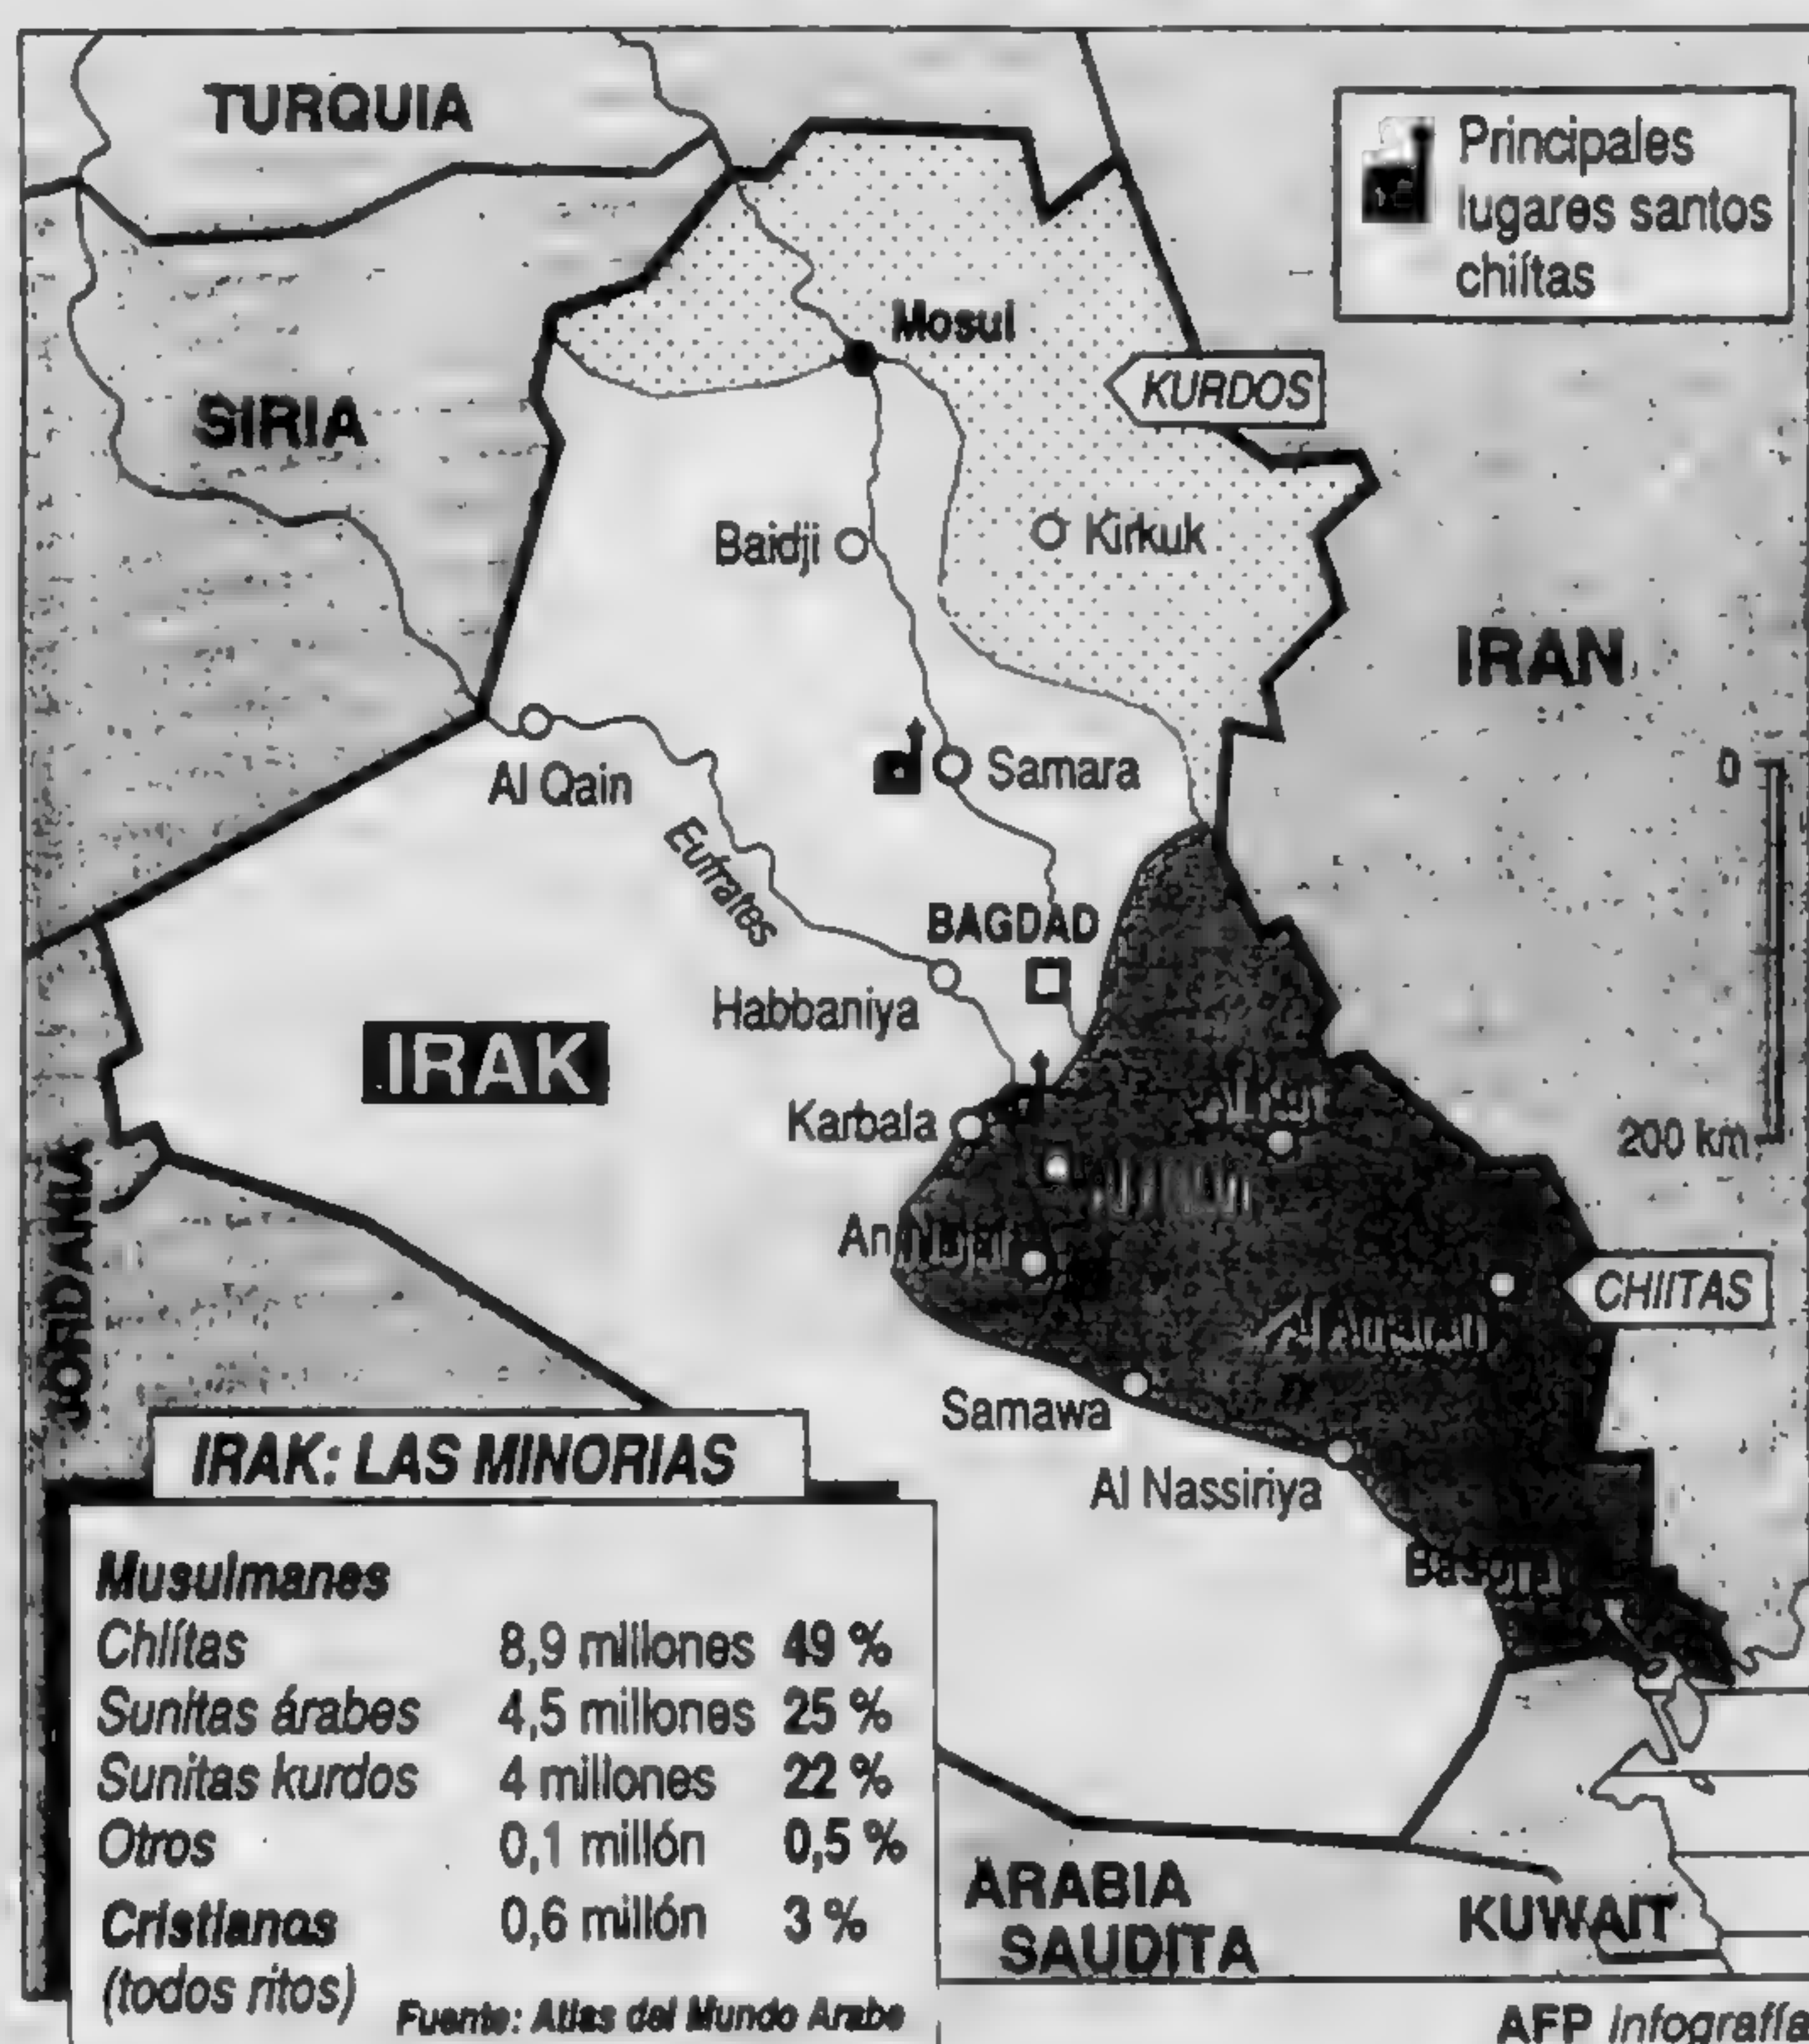 TURQUIA
Principales
lugares santos
chiítas
Mosul
KURDOS
SIRIA
Baidji
Kirkuk
IRAN
0
Al Qain
Samara
Eufrates
BAGDAD
Habbaniya
IRAK
200 km
Karbala
JORDANIA
An
CHIITAS
Samawa
Al Nassiriya
Basora
IRAK: LAS MINORIAS
Musulmanes
Chiítas 8,9 millones 49 %
Sunitas árabes 4,5 millones 25 %
Sunitas kurdos 4 millones 22 %
Otros 0,1 millón 0,5 %
Cristianos 0,6 millón 3 %
(todos ritos)
Fuente: Atlas del Mundo Arabe
ARABIA
SAUDITA
KUWAIT
AFP infografía